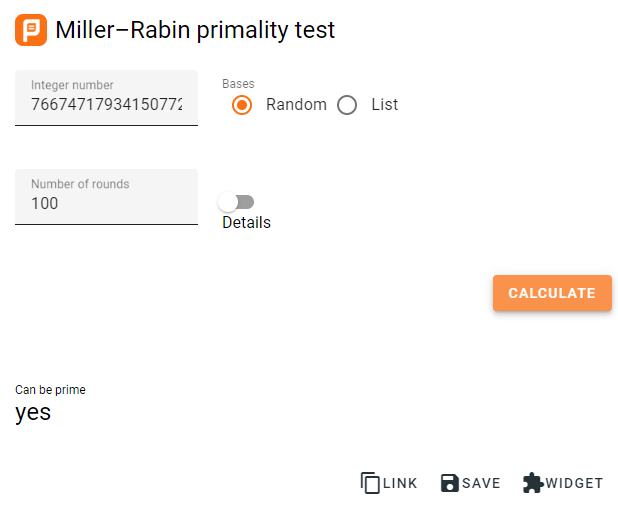 Miller–Rabin primality test
Integer number
76674717934150772
Bases
Random
List
Number of rounds
100
Details
CALCULATE
Can be prime
yes
LINK
SAVE
WIDGET